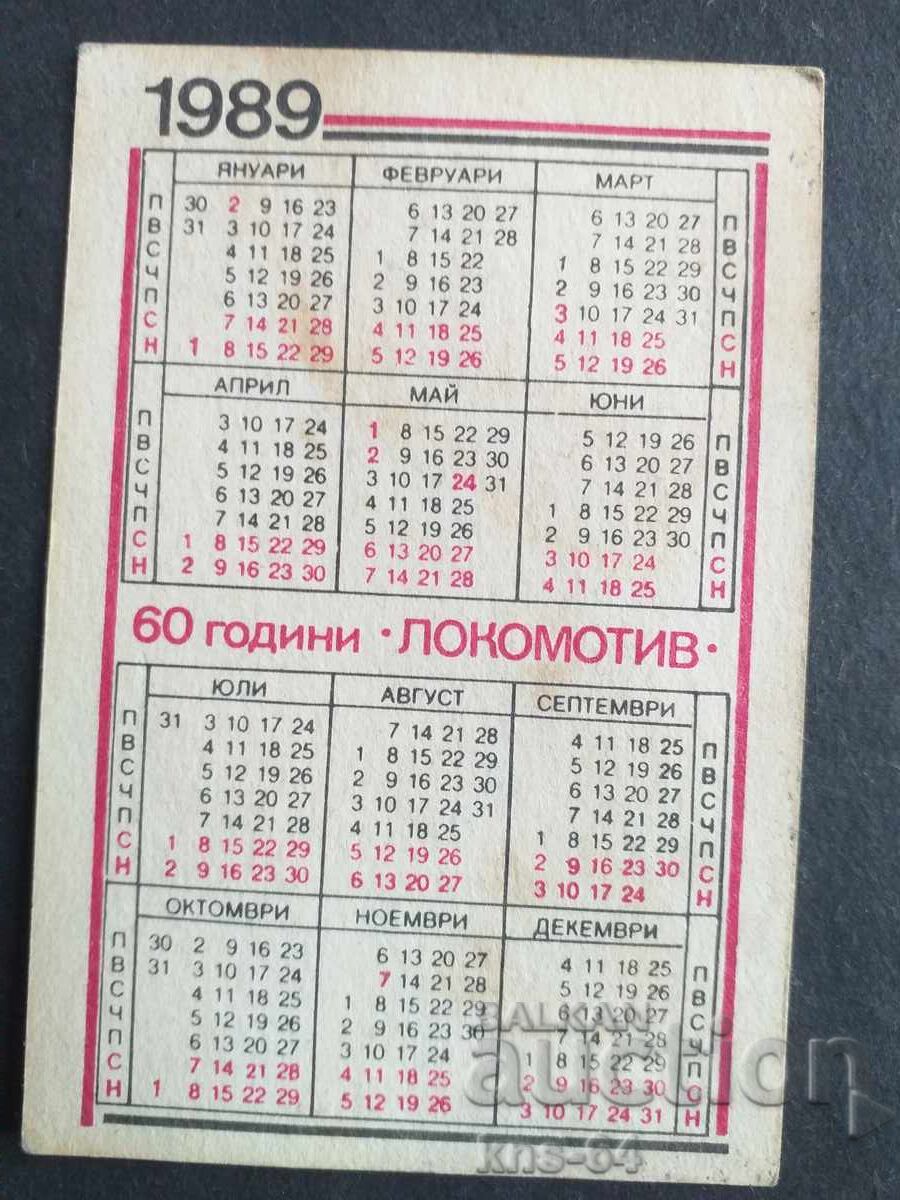 1989
ЯНУАРИ ФЕВРУАРИ МАРТ
П 30 2 9 16 23 6 13 20 27 6 13 20 27 П
В 31 3 10 17 24 7 14 21 28 7 14 21 28 В
С 4 11 18 25 1 8 15 22 1 8 15 22 29 С
Ч 5 12 19 26 2 9 16 23 2 9 16 23 30 Ч
П 6 13 20 27 3 10 17 24 3 10 17 24 31 П
С 7 14 21 28 4 11 18 25 4 11 18 25 С
Н 1 8 15 22 29 5 12 19 26 5 12 19 26 Н
АПРИЛ МАЙ ЮНИ
П 3 10 17 24 1 8 15 22 29 5 12 19 26 П
В 4 11 18 25 2 9 16 23 30 6 13 20 27 В
С 5 12 19 26 3 10 17 24 31 7 14 21 28 С
Ч 6 13 20 27 4 11 18 25 1 8 15 22 29 Ч
П 7 14 21 28 5 12 19 26 2 9 16 23 30 П
С 1 8 15 22 29 6 13 20 27 3 10 17 24 С
Н 2 9 16 23 30 7 14 21 28 4 11 18 25 Н
60 години ·ЛОКОМОТИВ·
ЮЛИ АВГУСТ СЕПТЕМВРИ
П 31 3 10 17 24 7 14 21 28 4 11 18 25 П
В 4 11 18 25 1 8 15 22 29 5 12 19 26 В
С 5 12 19 26 2 9 16 23 30 6 13 20 27 С
Ч 6 13 20 27 3 10 17 24 31 7 14 21 28 Ч
П 7 14 21 28 4 11 18 25 1 8 15 22 29 П
С 1 8 15 22 29 5 12 19 26 2 9 16 23 30 С
Н 2 9 16 23 30 6 13 20 27 3 10 17 24 Н
ОКТОМВРИ НОЕМВРИ ДЕКЕМВРИ
П 30 2 9 16 23 6 13 20 27 4 11 18 25 П
В 31 3 10 17 24 7 14 21 28 5 12 19 26 В
С 4 11 18 25 1 8 15 22 29 6 13 20 27 С
Ч 5 12 19 26 2 9 16 23 30 7 14 21 28 Ч
П 6 13 20 27 3 10 17 24 1 8 15 22 29 П
С 7 14 21 28 4 11 18 25 2 9 16 23 30 С
Н 1 8 15 22 29 5 12 19 26 3 10 17 24 31 Н
BALKAN
auction
kns-64